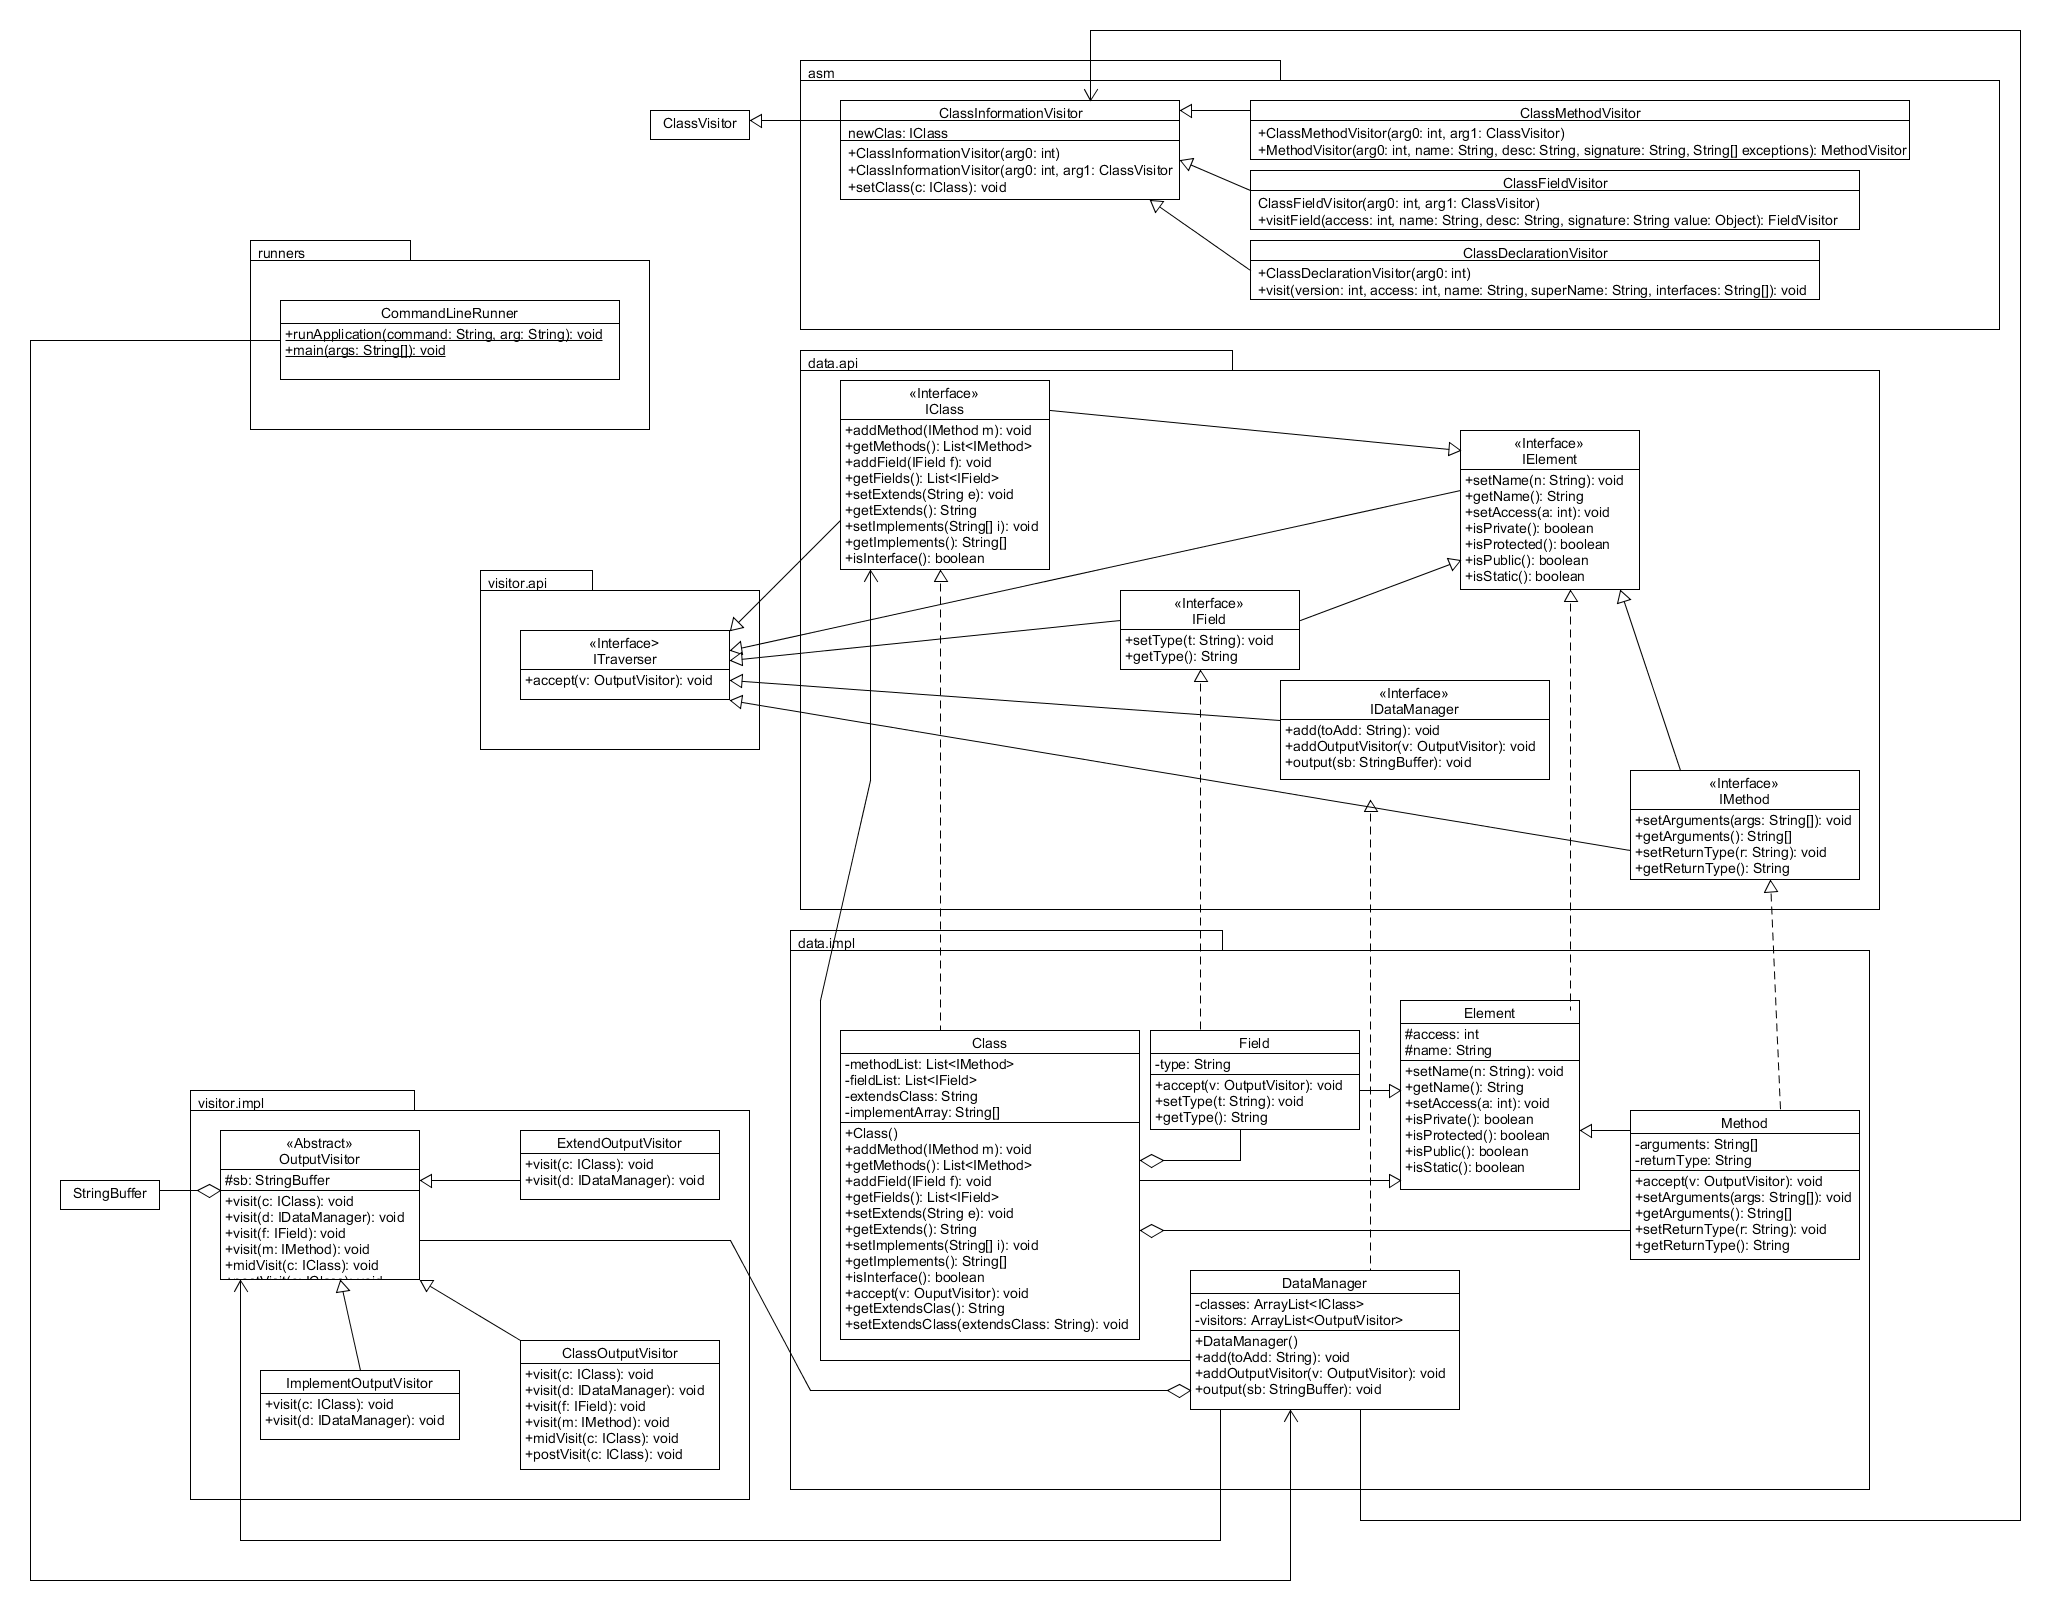 asm
ClassVisitor
ClassInformationVisitor
newClas: IClass
+ClassInformationVisitor(arg0: int)
+ClassInformationVisitor(arg0: int, arg1: ClassVisitor
+setClass(c: IClass): void
ClassMethodVisitor
+ClassMethodVisitor(arg0: int, arg1: ClassVisitor)
+MethodVisitor(arg0: int, name: String, desc: String, signature: String, String[] exceptions): MethodVisitor
ClassFieldVisitor
ClassFieldVisitor(arg0: int, arg1: ClassVisitor)
+visitField(access: int, name: String, desc: String, signature: String value: Object): FieldVisitor
ClassDeclarationVisitor
+ClassDeclarationVisitor(arg0: int)
+visit(version: int, access: int, name: String, superName: String, interfaces: String[]): void
runners
CommandLineRunner
+runApplication(command: String, arg: String): void
+main(args: String[]): void
data.api
«Interface»
IClass
+addMethod(IMethod m): void
+getMethods(): List<IMethod>
+addField(IField f): void
+getFields(): List<IField>
+setExtends(String e): void
+getExtends(): String
+setImplements(String[] i): void
+getImplements(): String[]
+isInterface(): boolean
«Interface»
IElement
+setName(n: String): void
+getName(): String
+setAccess(a: int): void
+isPrivate(): boolean
+isProtected(): boolean
+isPublic(): boolean
+isStatic(): boolean
visitor.api
«Interface>
ITraverser
+accept(v: OutputVisitor): void
«Interface»
IField
+setType(t: String): void
+getType(): String
«Interface»
IDataManager
+add(toAdd: String): void
+addOutputVisitor(v: OutputVisitor): void
+output(sb: StringBuffer): void
«Interface»
IMethod
+setArguments(args: String[]): void
+getArguments(): String[]
+setReturnType(r: String): void
+getReturnType(): String
data.impl
Class
-methodList: List<IMethod>
-fieldList: List<IField>
-extendsClass: String
-implementArray: String[]
+Class()
+addMethod(IMethod m): void
+getMethods(): List<IMethod>
+addField(IField f): void
+getFields(): List<IField>
+setExtends(String e): void
+getExtends(): String
+setImplements(String[] i): void
+getImplements(): String[]
+isInterface(): boolean
+accept(v: OuputVisitor): void
+getExtendsClas(): String
+setExtendsClass(extendsClass: String): void
Field
-type: String
+accept(v: OutputVisitor): void
+setType(t: String): void
+getType(): String
Element
#access: int
#name: String
+setName(n: String): void
+getName(): String
+setAccess(a: int): void
+isPrivate(): boolean
+isProtected(): boolean
+isPublic(): boolean
+isStatic(): boolean
Method
-arguments: String[]
-returnType: String
+accept(v: OutputVisitor): void
+setArguments(args: String[]): void
+getArguments(): String[]
+setReturnType(r: String): void
+getReturnType(): String
DataManager
-classes: ArrayList<IClass>
-visitors: ArrayList<OutputVisitor>
+DataManager()
+add(toAdd: String): void
+addOutputVisitor(v: OutputVisitor): void
+output(sb: StringBuffer): void
visitor.impl
StringBuffer
«Abstract»
OutputVisitor
#sb: StringBuffer
+visit(c: IClass): void
+visit(d: IDataManager): void
+visit(f: IField): void
+visit(m: IMethod): void
+midVisit(c: IClass): void
ExtendOutputVisitor
+visit(c: IClass): void
+visit(d: IDataManager): void
ImplementOutputVisitor
+visit(c: IClass): void
+visit(d: IDataManager): void
ClassOutputVisitor
+visit(c: IClass): void
+visit(d: IDataManager): void
+visit(f: IField): void
+visit(m: IMethod): void
+midVisit(c: IClass): void
+postVisit(c: IClass): void